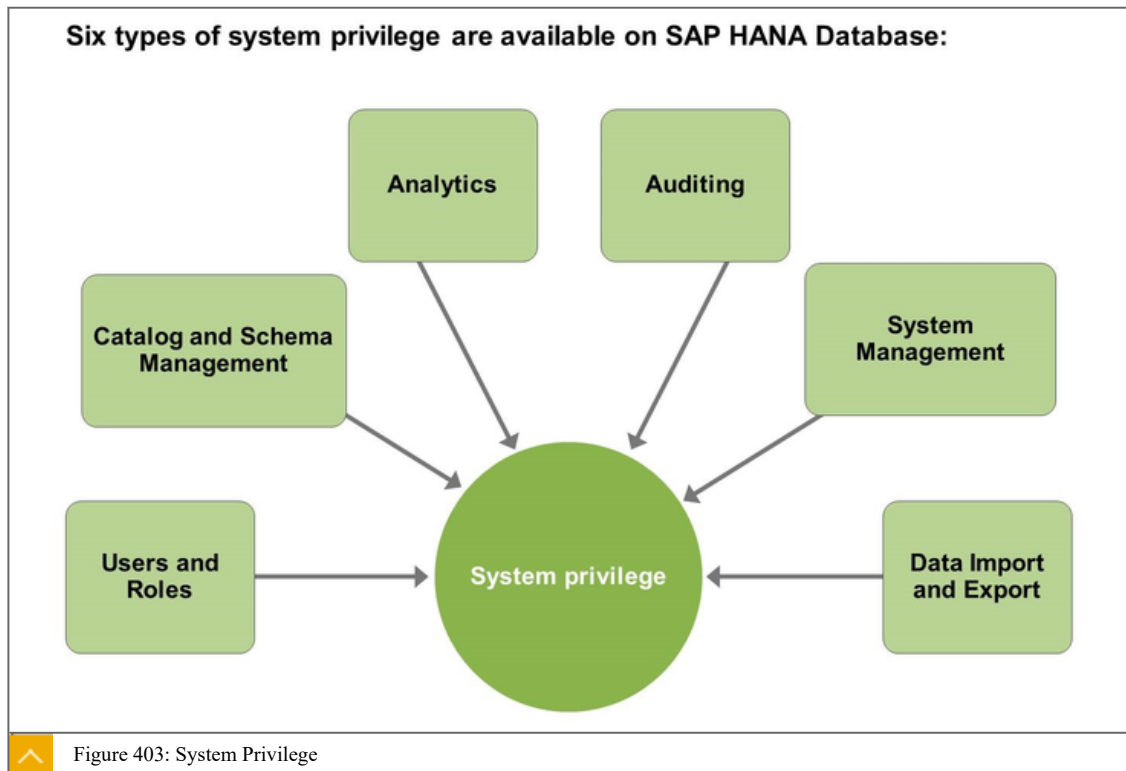 Six types of system privilege are available on SAP HANA Database:
Analytics
Auditing
Catalog and Schema
Management
System
Management
Users and
Roles
System privilege
Data Import
and Export
Figure 403: System Privilege